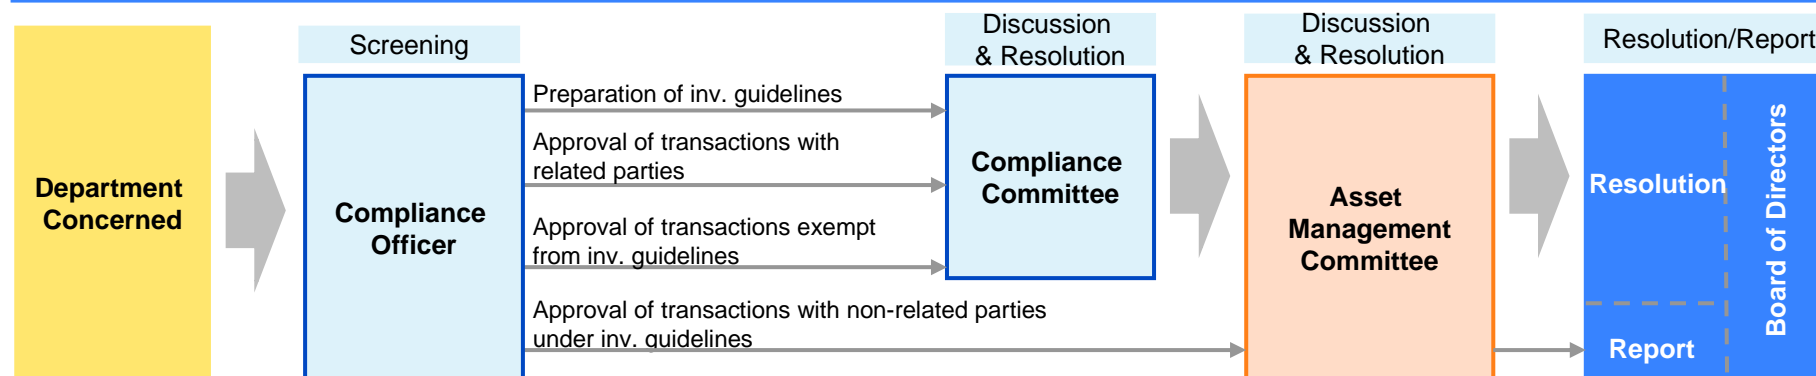 Department
Concerned
Screening
Compliance
Officer
Preparation of inv. guidelines
Approval of transactions with
related parties
Approval of transactions exempt
from inv. guidelines
Approval of transactions with non-related parties
under inv. guidelines
Discussion
& Resolution
Compliance
Committee
Discussion
& Resolution
Asset
Management
Committee
Resolution/Report
Resolution
Report
Board of Directors